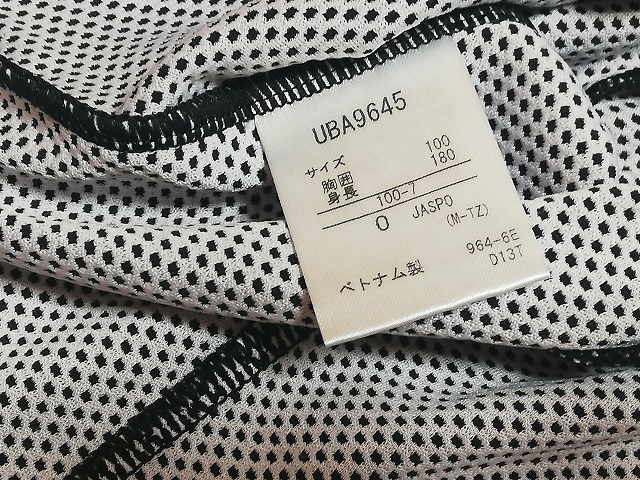 UBA9645
サイズ
胸囲 100
身長 180
100-7
O JASPO
(M-TZ)
964-6E
ベトナム製 D13T